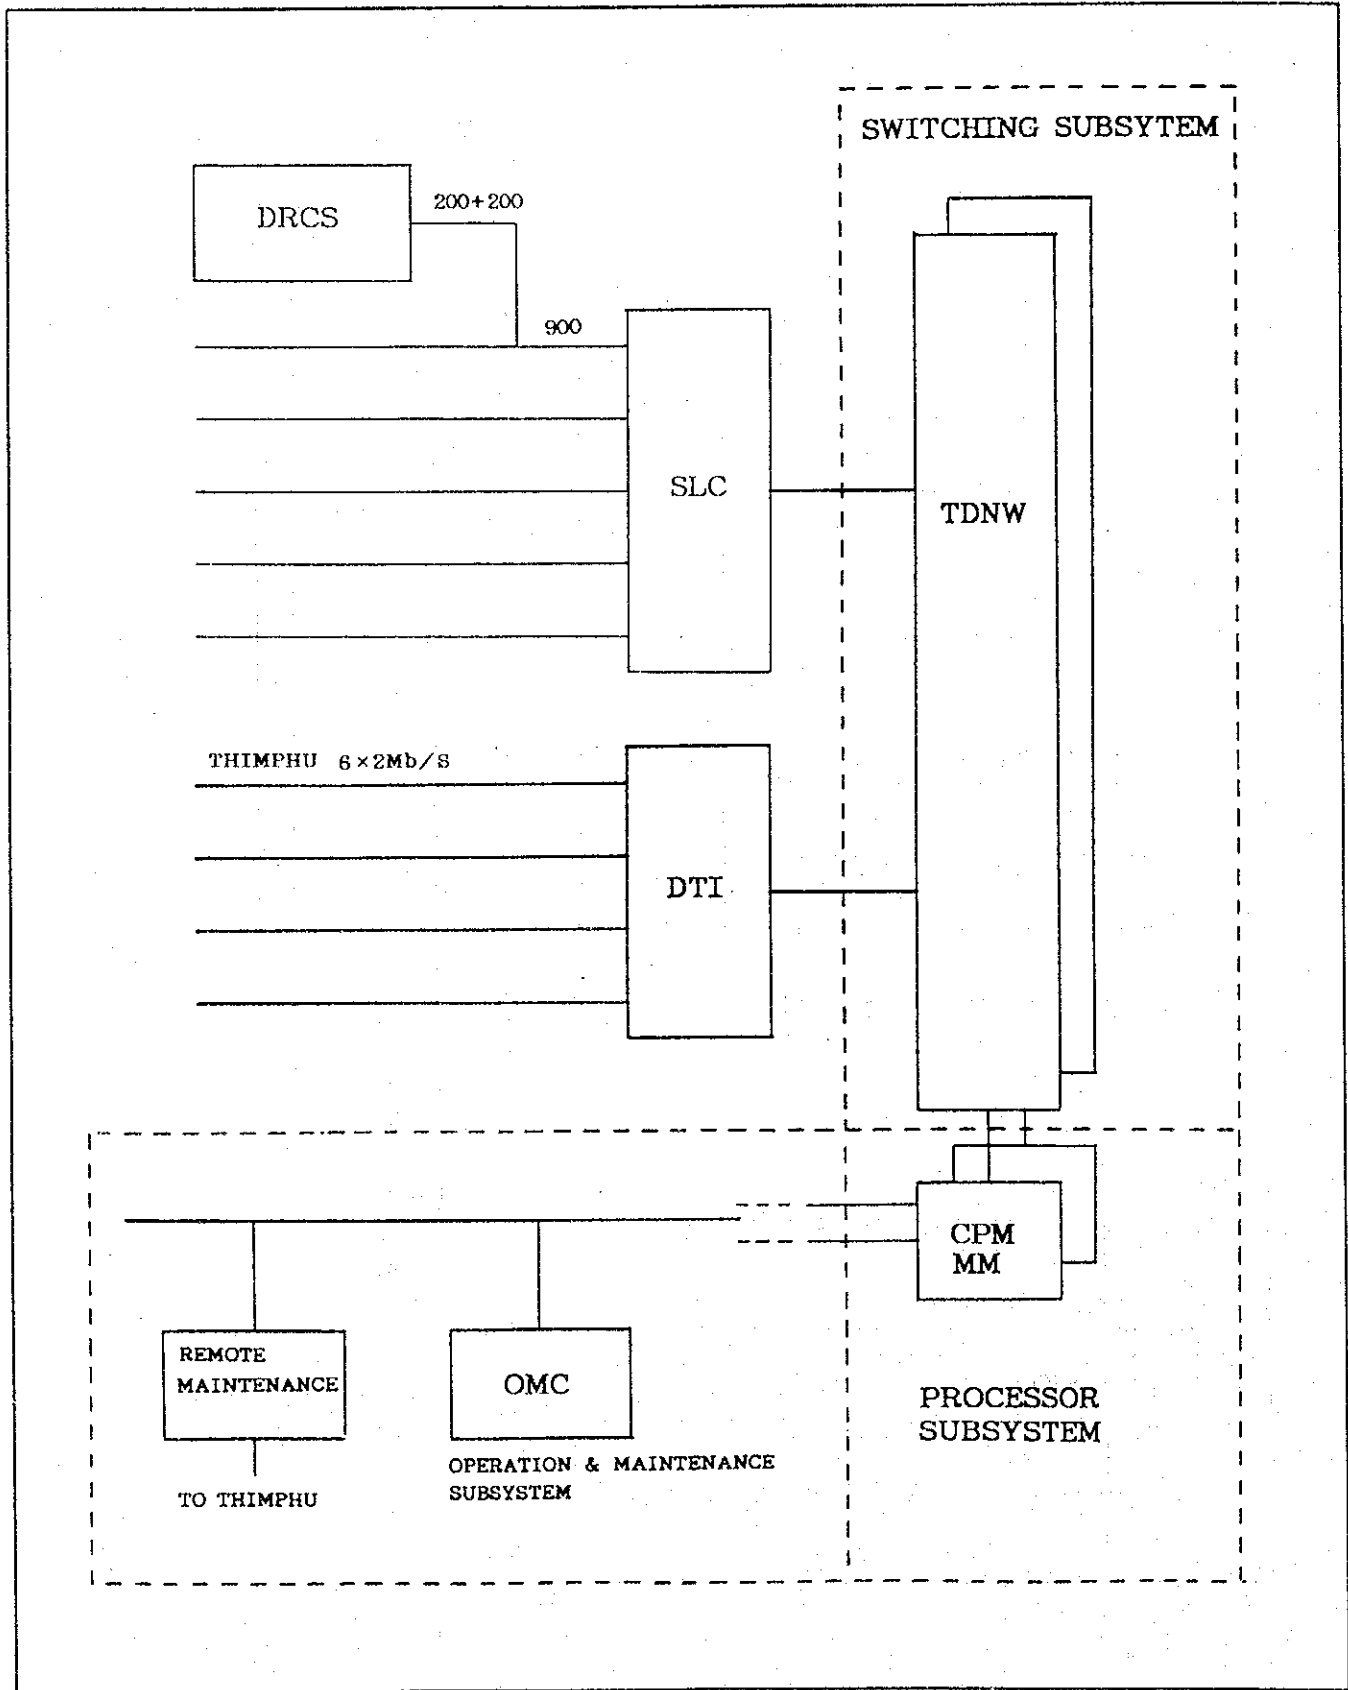 SWITCHING SUBSYTEM
DRCS
200+200
900
SLC
TDNW
THIMPHU 6×2Mb/S
DTI
CPM
MM
REMOTE
MAINTENANCE
OMC
PROCESSOR
SUBSYSTEM
OPERATION & MAINTENANCE
SUBSYSTEM
TO THIMPHU